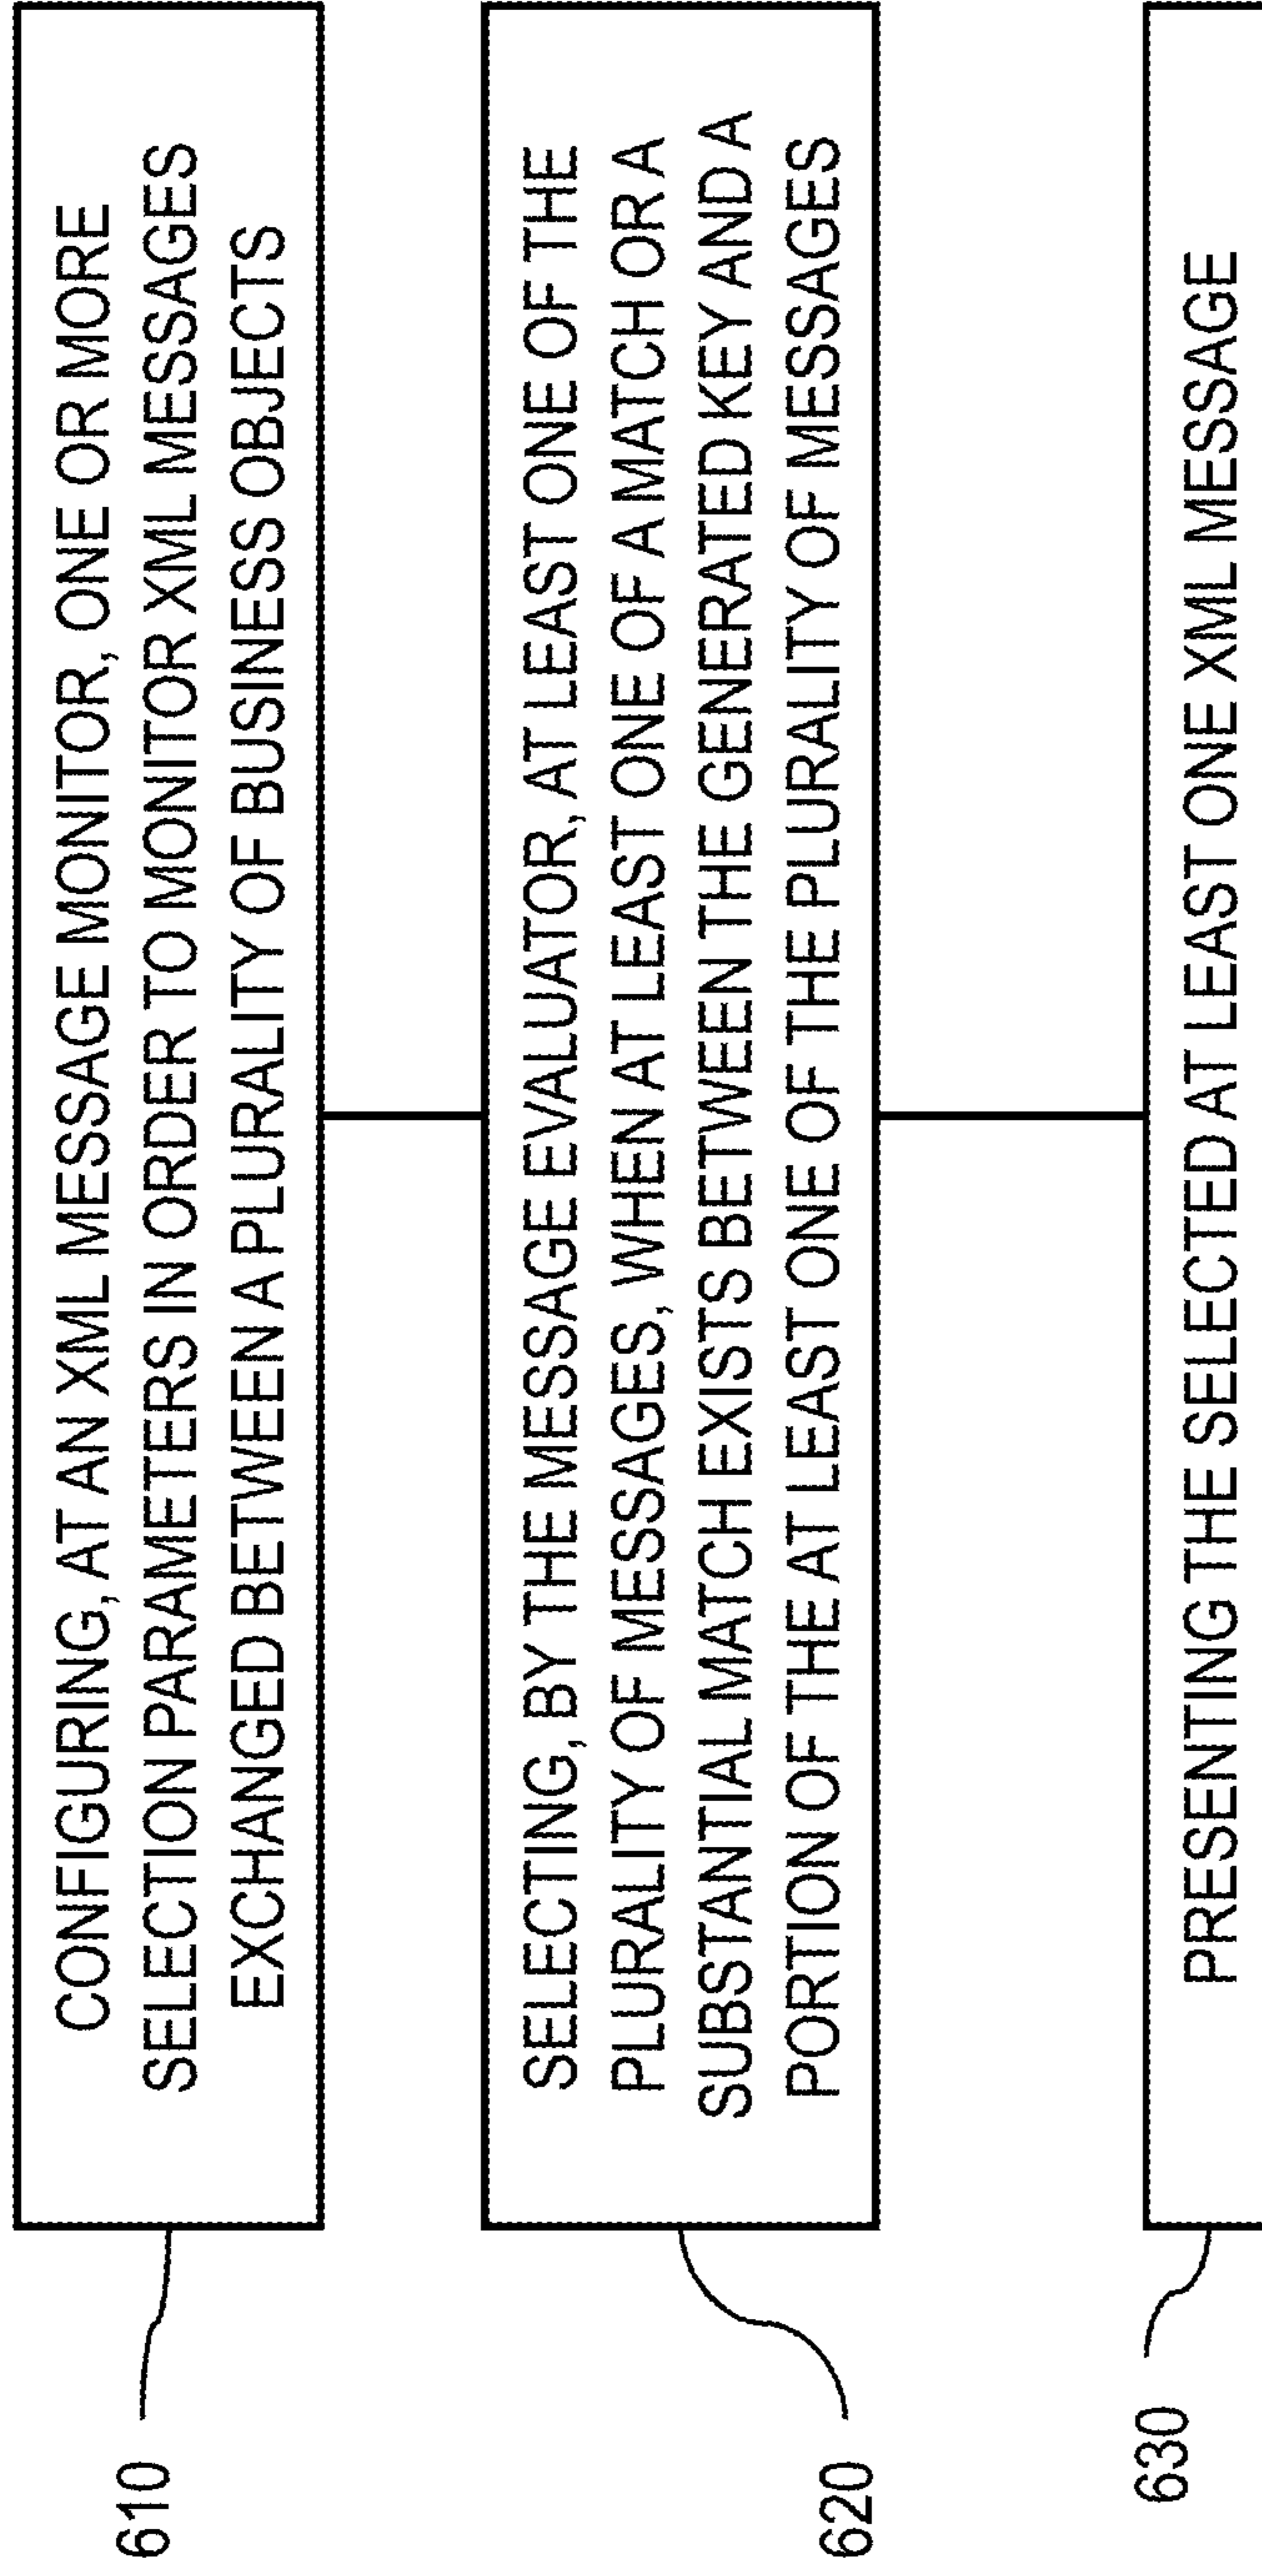 610
CONFIGURING, AT AN XML MESSAGE MONITOR, ONE OR MORE
SELECTION PARAMETERS IN ORDER TO MONITOR XML MESSAGES
EXCHANGED BETWEEN A PLURALITY OF BUSINESS OBJECTS
620
SELECTING, BY THE MESSAGE EVALUATOR, AT LEAST ONE OF THE
PLURALITY OF MESSAGES, WHEN AT LEAST ONE OF A MATCH OR A
SUBSTANTIAL MATCH EXISTS BETWEEN THE GENERATED KEY AND A
PORTION OF THE AT LEAST ONE OF THE PLURALITY OF MESSAGES
630
PRESENTING THE SELECTED AT LEAST ONE XML MESSAGE